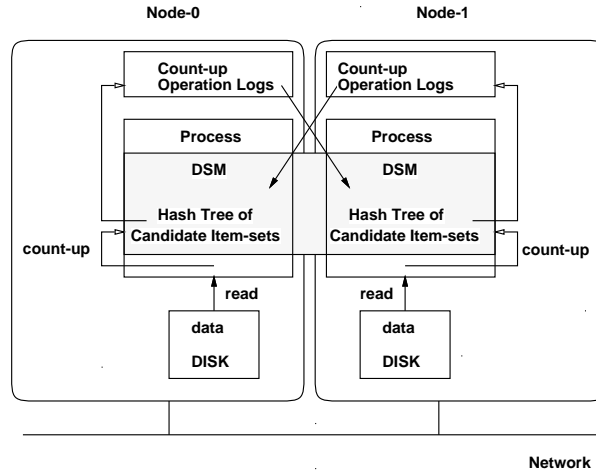 Node-0
Node-1
Count-up
Operation Logs
Count-up
Operation Logs
Process
Process
DSM
DSM
Hash Tree of
Candidate Item-sets
Hash Tree of
Candidate Item-sets
count-up
count-up
read
read
data
DISK
data
DISK
Network